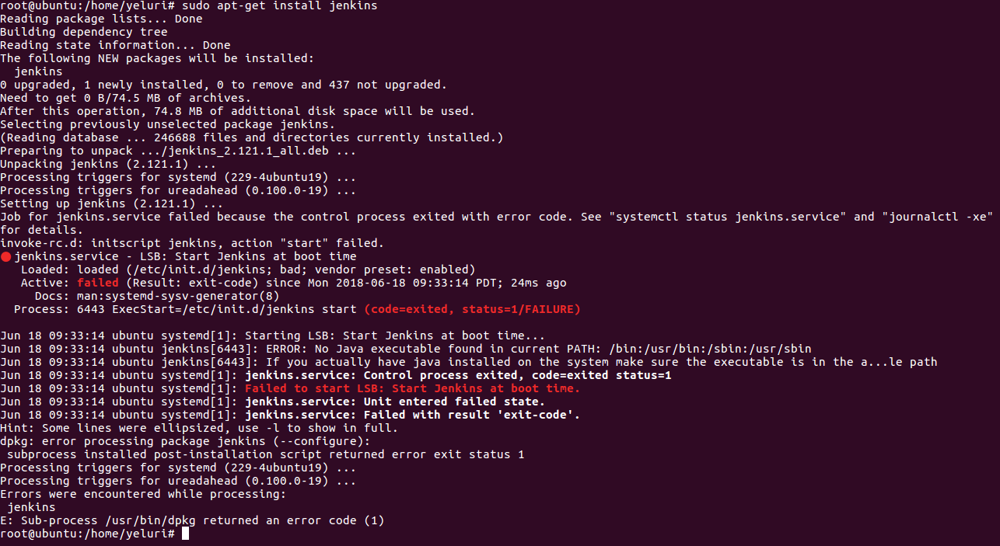 root@ubuntu:/home/yeluri# sudo apt-get install jenkins
Reading package lists... Done
Building dependency tree
Reading state information... Done
The following NEW packages will be installed:
  jenkins
0 upgraded, 1 newly installed, 0 to remove and 437 not upgraded.
Need to get 0 B/74.5 MB of archives.
After this operation, 74.8 MB of additional disk space will be used.
Selecting previously unselected package jenkins.
(Reading database ... 246688 files and directories currently installed.)
Preparing to unpack .../jenkins_2.121.1_all.deb ...
Unpacking jenkins (2.121.1) ...
Processing triggers for systemd (229-4ubuntu19) ...
Processing triggers for ureadahead (0.100.0-19) ...
Setting up jenkins (2.121.1) ...
Job for jenkins.service failed because the control process exited with error code. See "systemctl status jenkins.service" and "journalctl -xe"
for details.
invoke-rc.d: initscript jenkins, action "start" failed.
● jenkins.service - LSB: Start Jenkins at boot time
   Loaded: loaded (/etc/init.d/jenkins; bad; vendor preset: enabled)
   Active: failed (Result: exit-code) since Mon 2018-06-18 09:33:14 PDT; 24ms ago
     Docs: man:systemd-sysv-generator(8)
  Process: 6443 ExecStart=/etc/init.d/jenkins start (code=exited, status=1/FAILURE)

Jun 18 09:33:14 ubuntu systemd[1]: Starting LSB: Start Jenkins at boot time...
Jun 18 09:33:14 ubuntu jenkins[6443]: ERROR: No Java executable found in current PATH: /bin:/usr/bin:/sbin:/usr/sbin
Jun 18 09:33:14 ubuntu jenkins[6443]: If you actually have java installed on the system make sure the executable is in the a...le path
Jun 18 09:33:14 ubuntu systemd[1]: jenkins.service: Control process exited, code=exited status=1
Jun 18 09:33:14 ubuntu systemd[1]: Failed to start LSB: Start Jenkins at boot time.
Jun 18 09:33:14 ubuntu systemd[1]: jenkins.service: Unit entered failed state.
Jun 18 09:33:14 ubuntu systemd[1]: jenkins.service: Failed with result 'exit-code'.
Hint: Some lines were ellipsized, use -l to show in full.
dpkg: error processing package jenkins (--configure):
 subprocess installed post-installation script returned error exit status 1
Processing triggers for systemd (229-4ubuntu19) ...
Processing triggers for ureadahead (0.100.0-19) ...
Errors were encountered while processing:
 jenkins
E: Sub-process /usr/bin/dpkg returned an error code (1)
root@ubuntu:/home/yeluri#